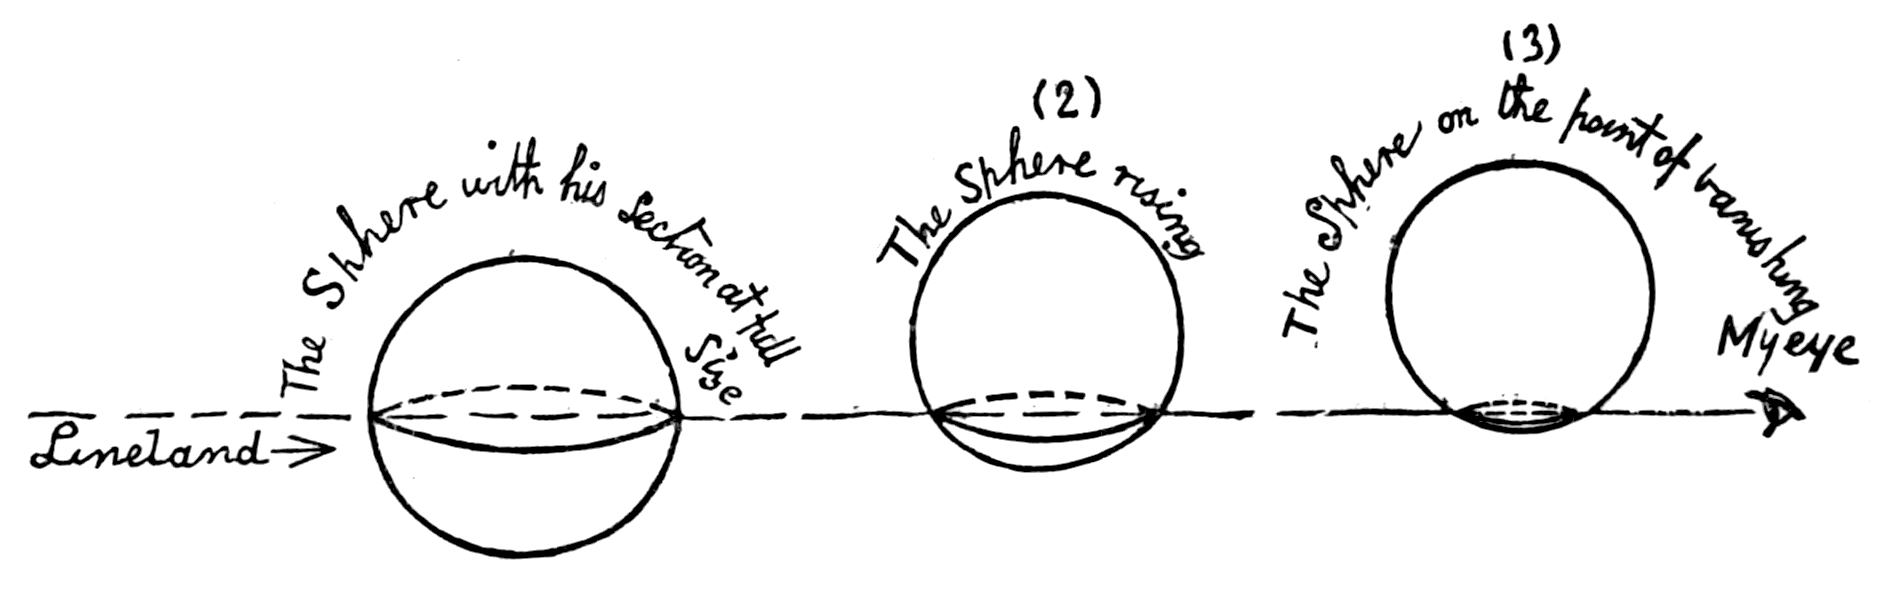 The Sphere with his section at full
size
(2)
The Sphere rising
(3)
The Sphere on the point of vanishing
My eye
Lineland